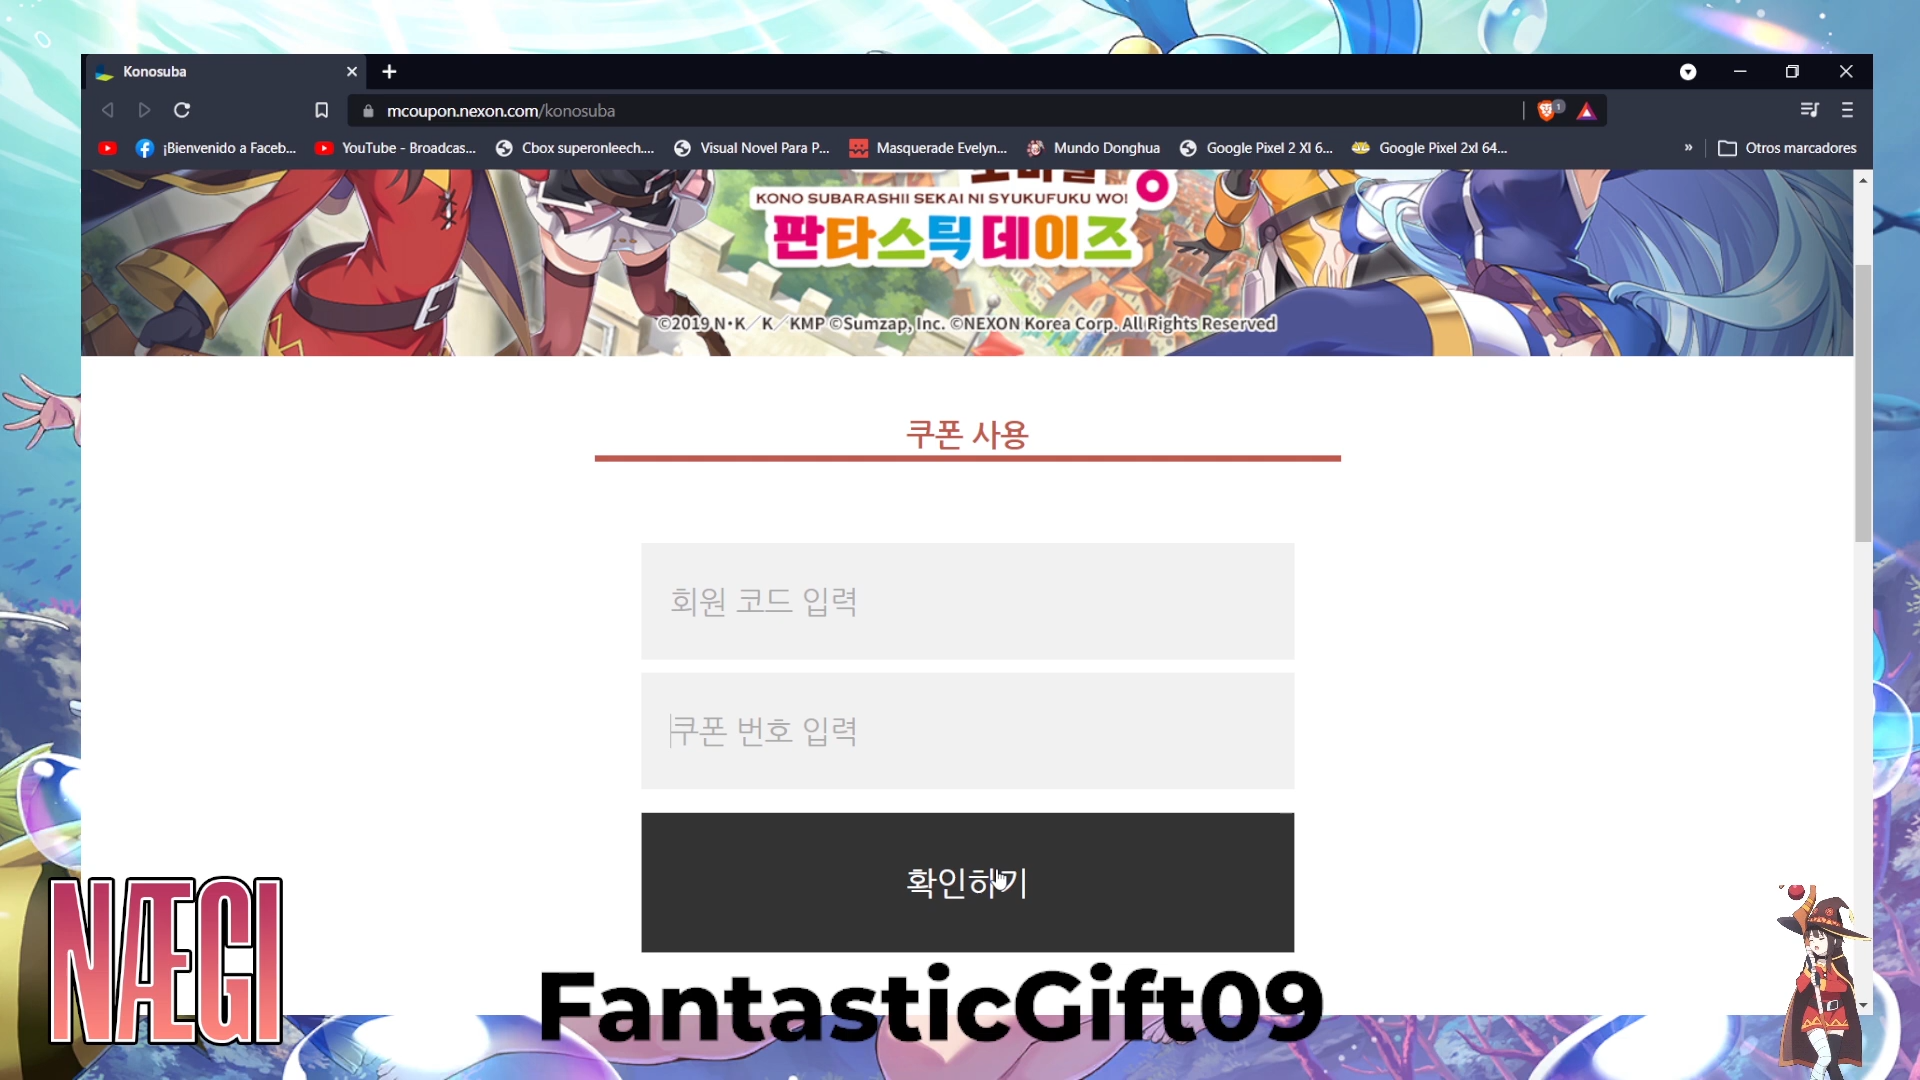 Konosuba
mcoupon.nexon.com/konosuba
1
¡Bienvenido a Faceb...
YouTube - Broadcas...
Cbox superonleech....
Visual Novel Para P...
Masquerade Evelyn...
Mundo Donghua
Google Pixel 2 Xl 6...
Google Pixel 2xl 64...
»
Otros marcadores
KONO SUBARASHII SEKAI NI SYUKUFUKU WO!
판타스틱 데이즈
©2019 N・K／K／KMP ©Sumzap, Inc. ©NEXON Korea Corp. All Rights Reserved
쿠폰 사용
회원 코드 입력
쿠폰 번호 입력
확인하기
NÆGI
FantasticGift09